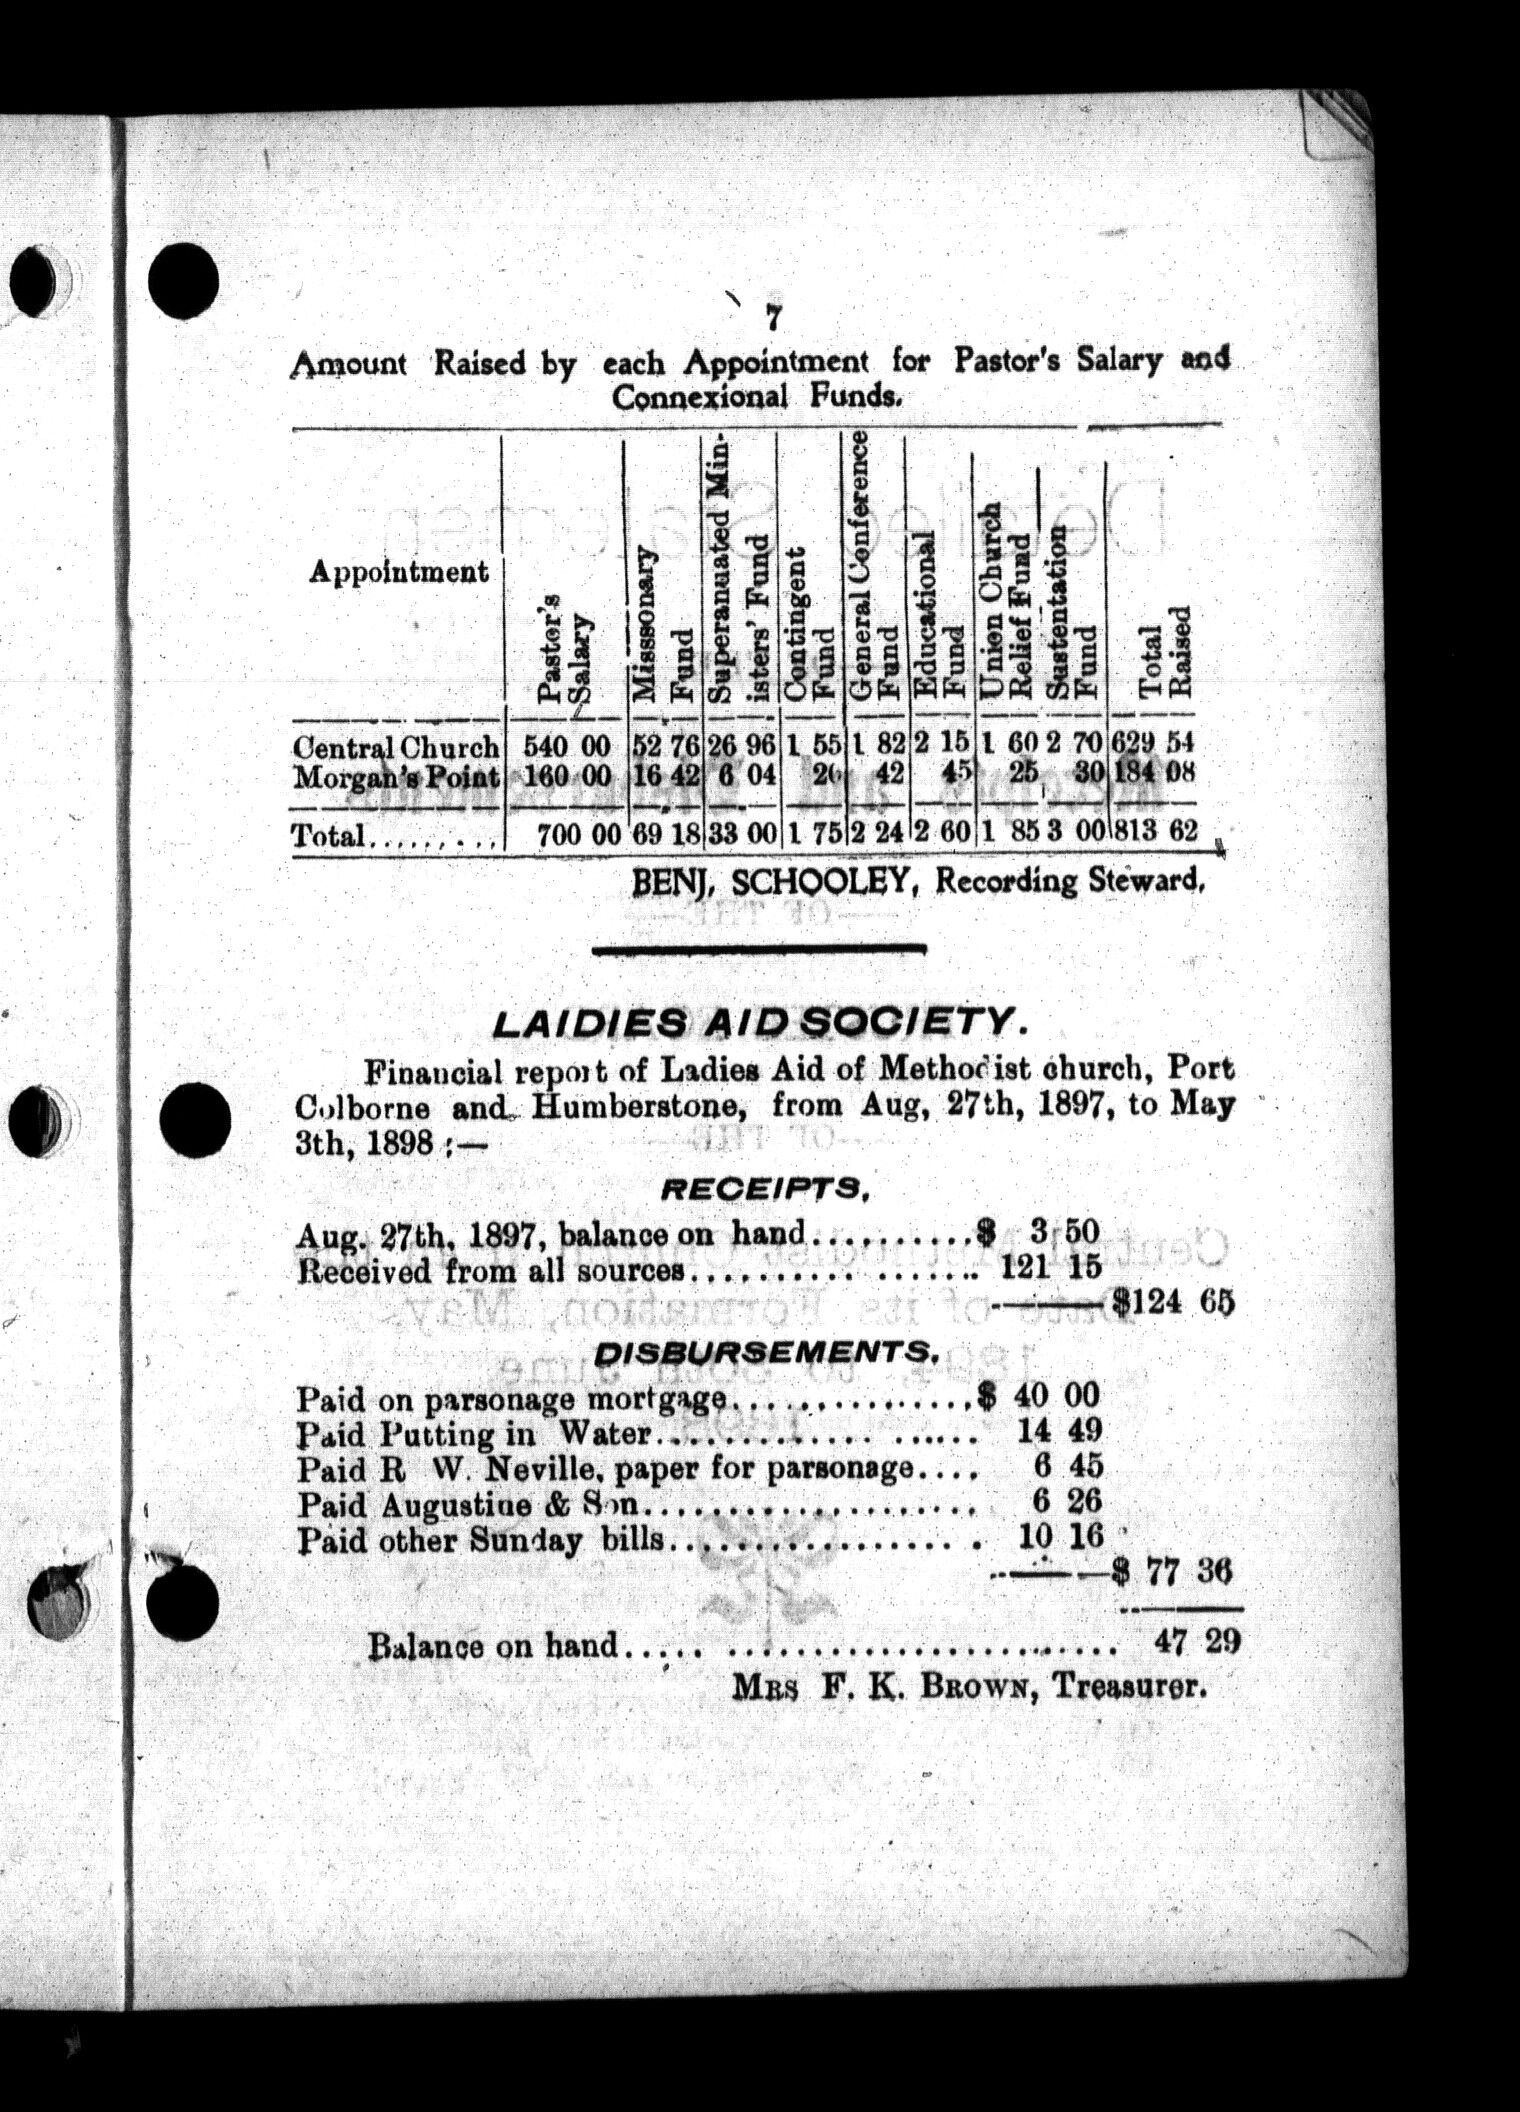 7
Amount Raised by each Appointment for Pastor's Salary and
Connexional Funds.
Appointment
Pastor's
Salary
Misssonary
Fund
Superanuated Min-
isters' Fund
Contingent
Fund
General Conference
Fund
Educational
Fund
Union Church
Relief Fund
Sustentation
Fund
Total
Raised
Central Church 540 00 52 76 26 96 1 55 1 82 2 15 1 60 2 70 629 54
Morgan's Point 160 00 16 42 6 04 20 42 45 25 30 184 08
Total......... 700 00 69 18 33 00 1 75 2 24 2 60 1 85 3 00 813 62
BENJ, SCHOOLEY, Recording Steward.
LAIDIES AID SOCIETY.
Financial report of Ladies Aid of Methodist church, Port
Colborne and Humberstone, from Aug, 27th, 1897, to May
3th, 1898 :—
RECEIPTS,
Aug. 27th, 1897, balance on hand..........$ 3 50
Received from all sources.......... ....... 121 15
$124 65
DISBURSEMENTS,
Paid on parsonage mortgage...............$ 40 00
Paid Putting in Water............. ...... 14 49
Paid R W. Neville, paper for parsonage.... 6 45
Paid Augustine & Son.................... 6 26
Paid other Sunday bills.................. . 10 16
$ 77 36
Balance on hand..... ........................ 47 29
MRS F. K. BROWN, Treasurer.